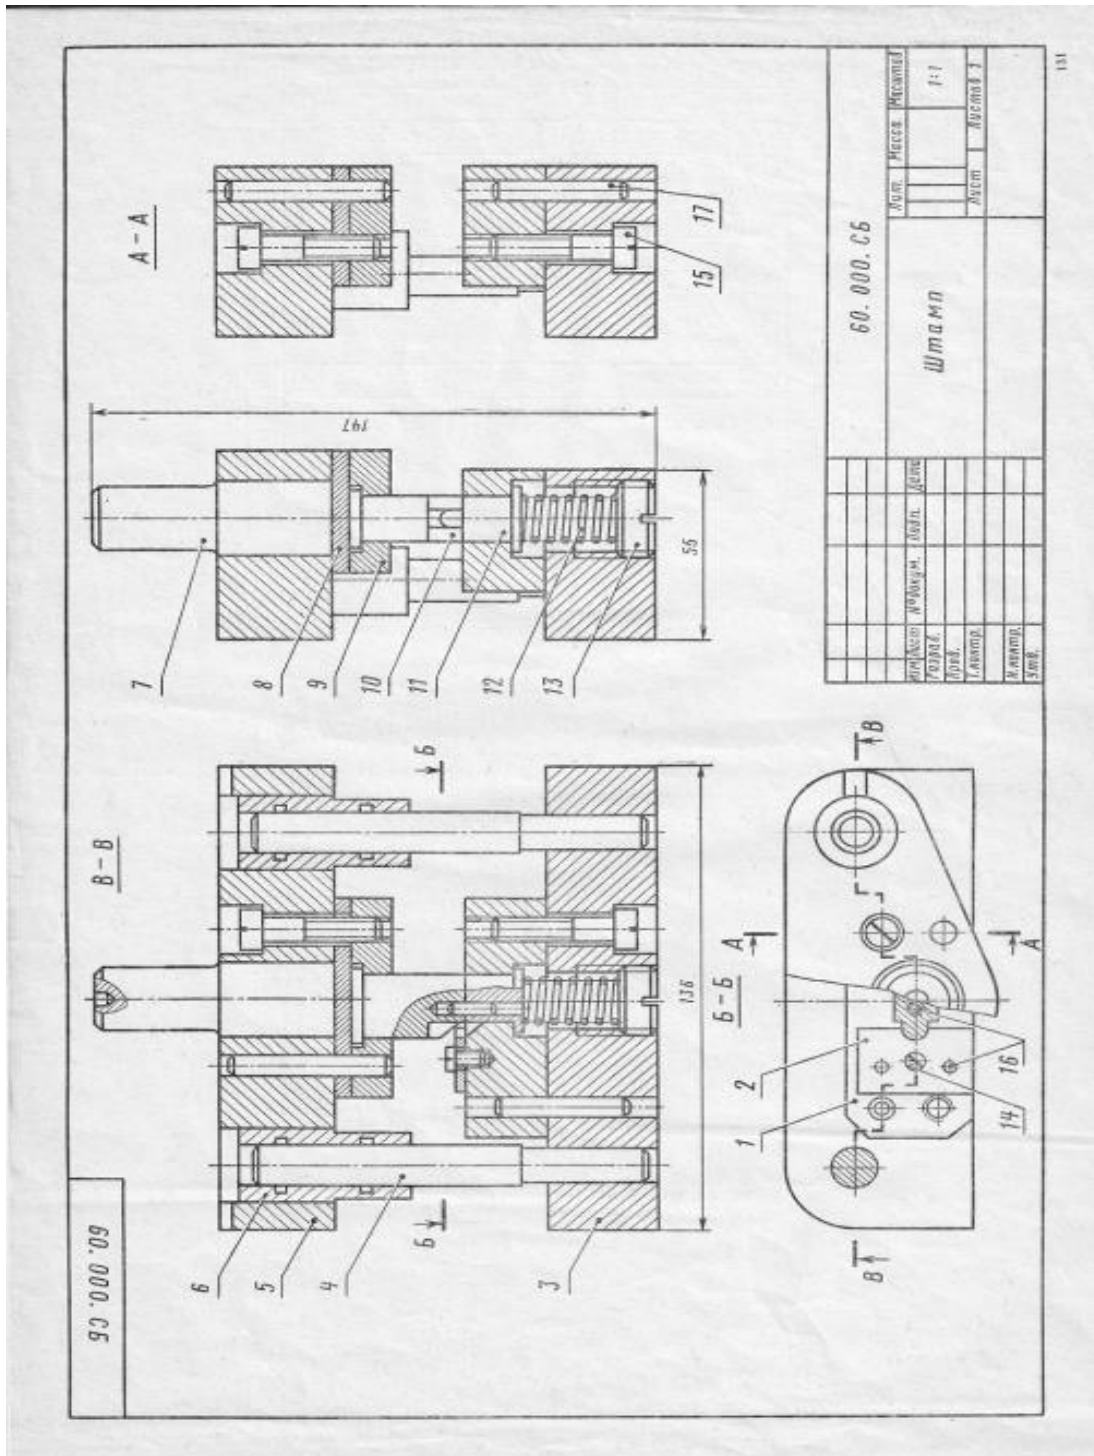 60. 000. СБ
В - В
Б
Б
6
5
4
3
136
7
8
9
10
11
12
13
147
56
А - А
15
17
Б - Б
А
А
В
В
1
2
14
16
60. 000. СБ
Штамп
Лит.
Масса
Масштаб
1:1
Лист
Листов 1
Изм
Лист
№ докум.
Подп.
Дата
Разраб.
Пров.
Т.контр.
Н.контр.
Утв.
131